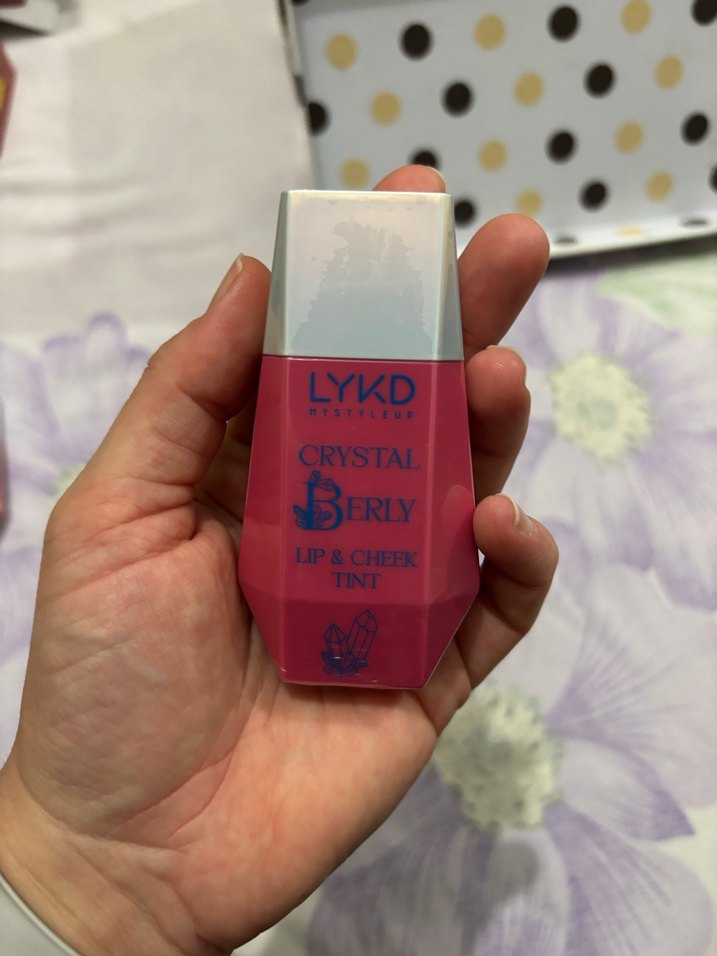 LYKD
MYSTYLEUP
CRYSTAL
BERLY
LIP & CHEEK
TINT